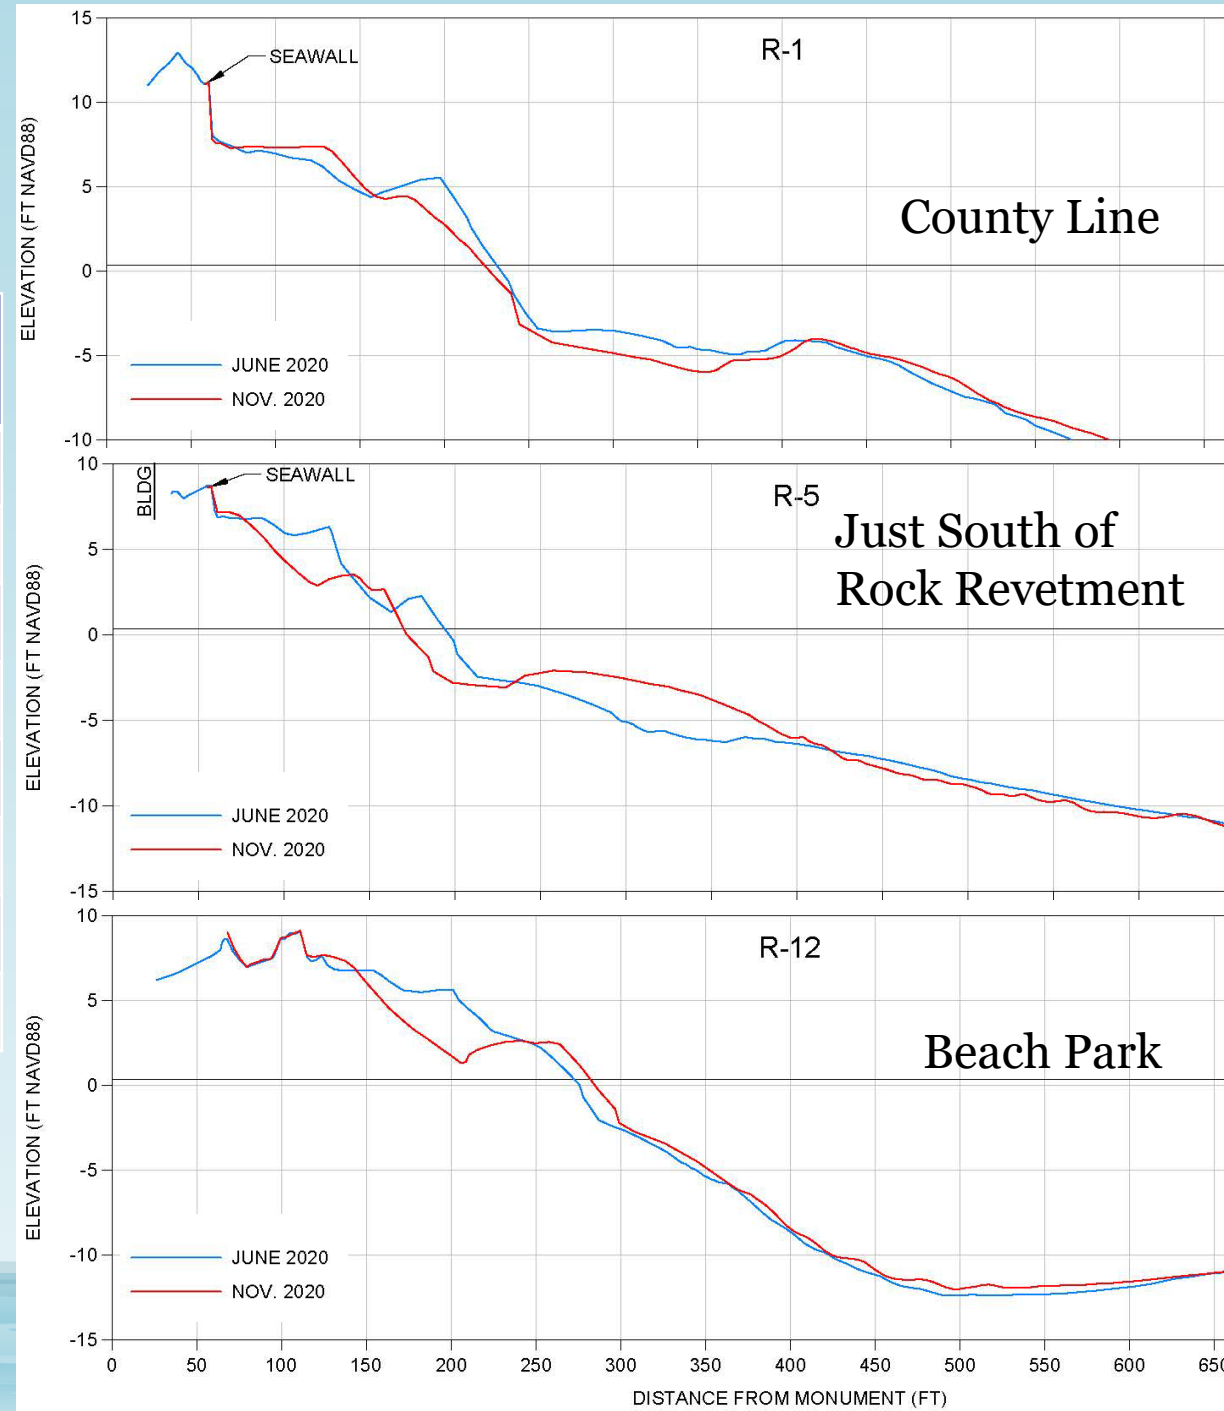 15
10
5
0
-5
-10
ELEVATION (FT NAVD88)
SEAWALL
R-1
County Line
JUNE 2020
NOV. 2020
10
5
0
-5
-10
-15
ELEVATION (FT NAVD88)
BLDG
SEAWALL
R-5
Just South of
Rock Revetment
JUNE 2020
NOV. 2020
10
5
0
-5
-10
-15
ELEVATION (FT NAVD88)
R-12
Beach Park
JUNE 2020
NOV. 2020
0 50 100 150 200 250 300 350 400 450 500 550 600 650
DISTANCE FROM MONUMENT (FT)